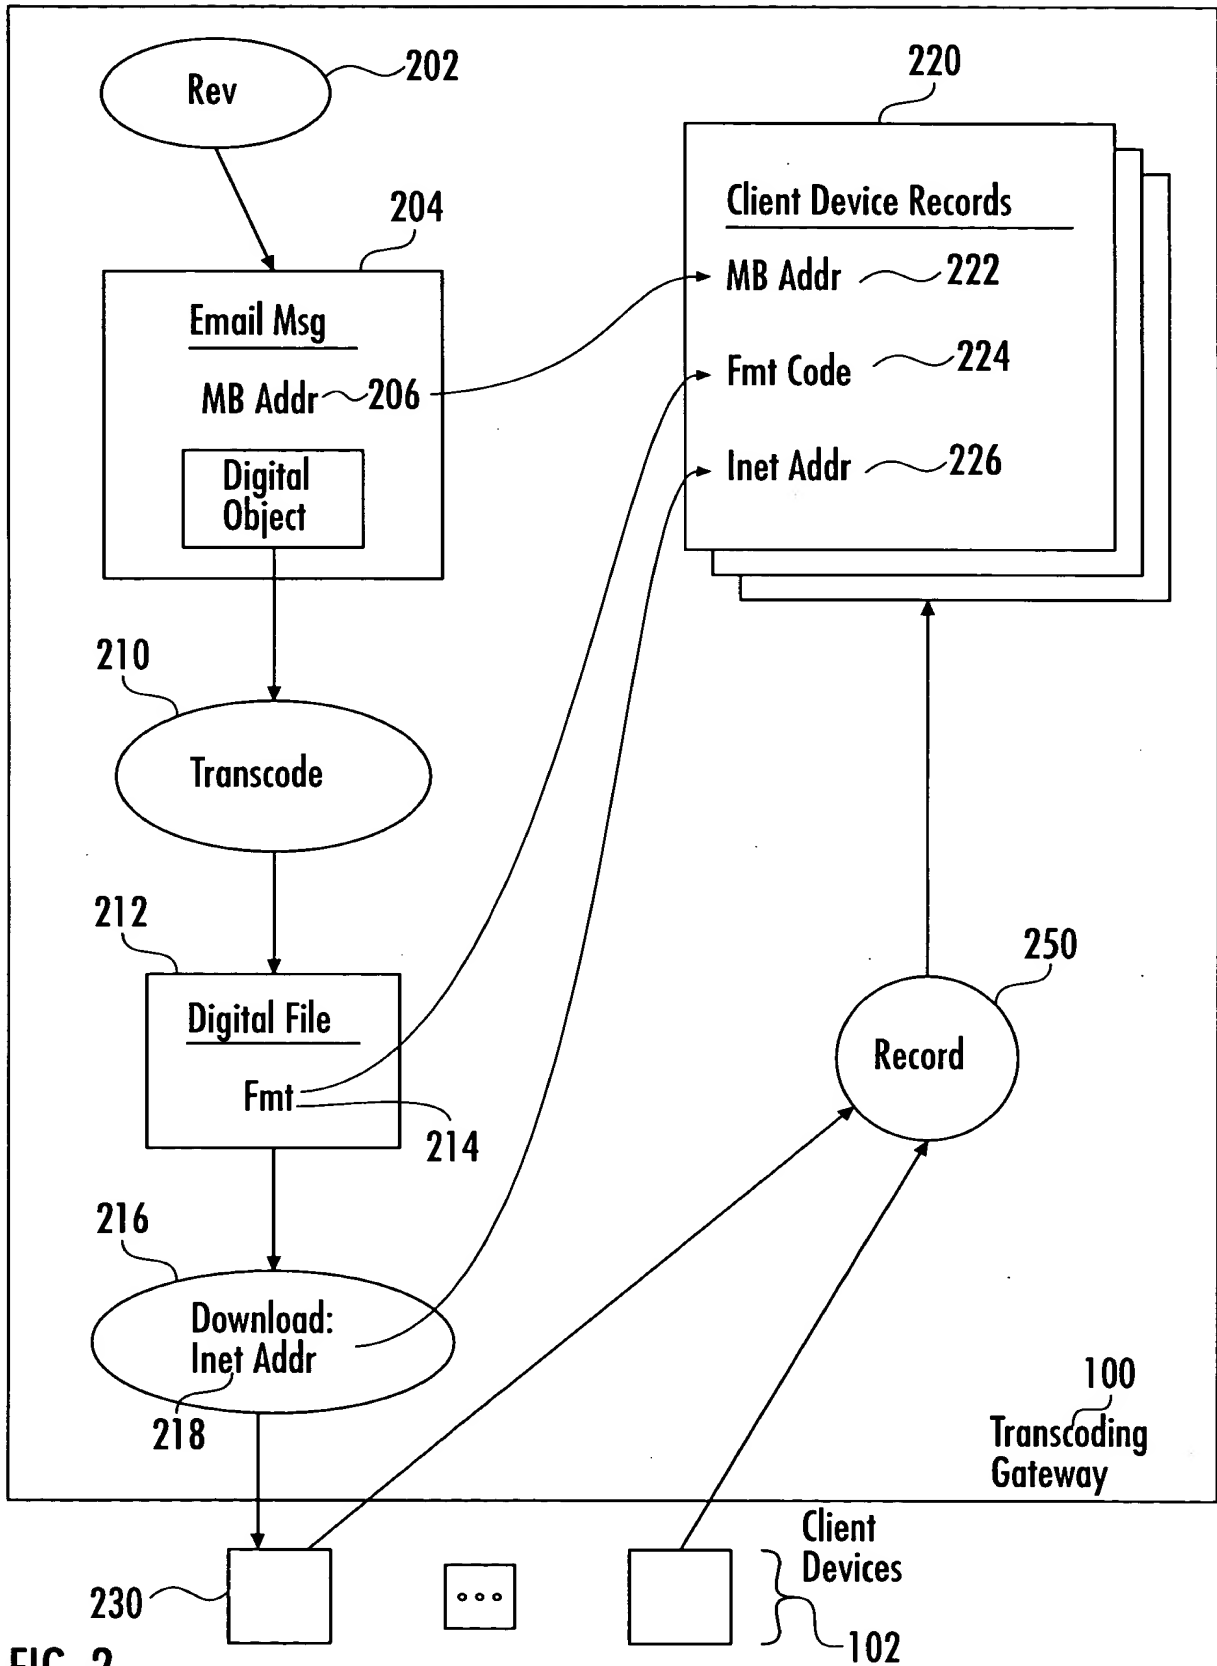 Rev
202
220
204
Client Device Records
MB Addr
222
Email Msg
MB Addr
206
Fmt Code
224
Digital
Object
Inet Addr
226
210
Transcode
212
250
Digital File
Record
Fmt
214
216
Download:
Inet Addr
218
100
Transcoding
Gateway
Client
Devices
230
102
FIG. 2